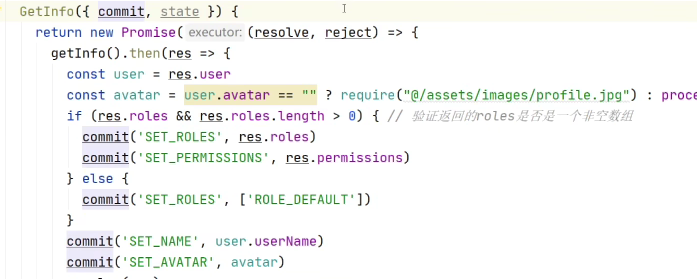 GetInfo({ commit, state }) {
return new Promise( executor: (resolve, reject) => {
getInfo().then(res => {
const user = res.user
const avatar = user.avatar == "" ? require("@/assets/images/profile.jpg") : proce
if (res.roles && res.roles.length > 0) { // 验证返回的roles是否是一个非空数组
commit('SET_ROLES', res.roles)
commit('SET_PERMISSIONS', res.permissions)
} else {
commit('SET_ROLES', ['ROLE_DEFAULT'])
}
commit('SET_NAME', user.userName)
commit('SET_AVATAR', avatar)